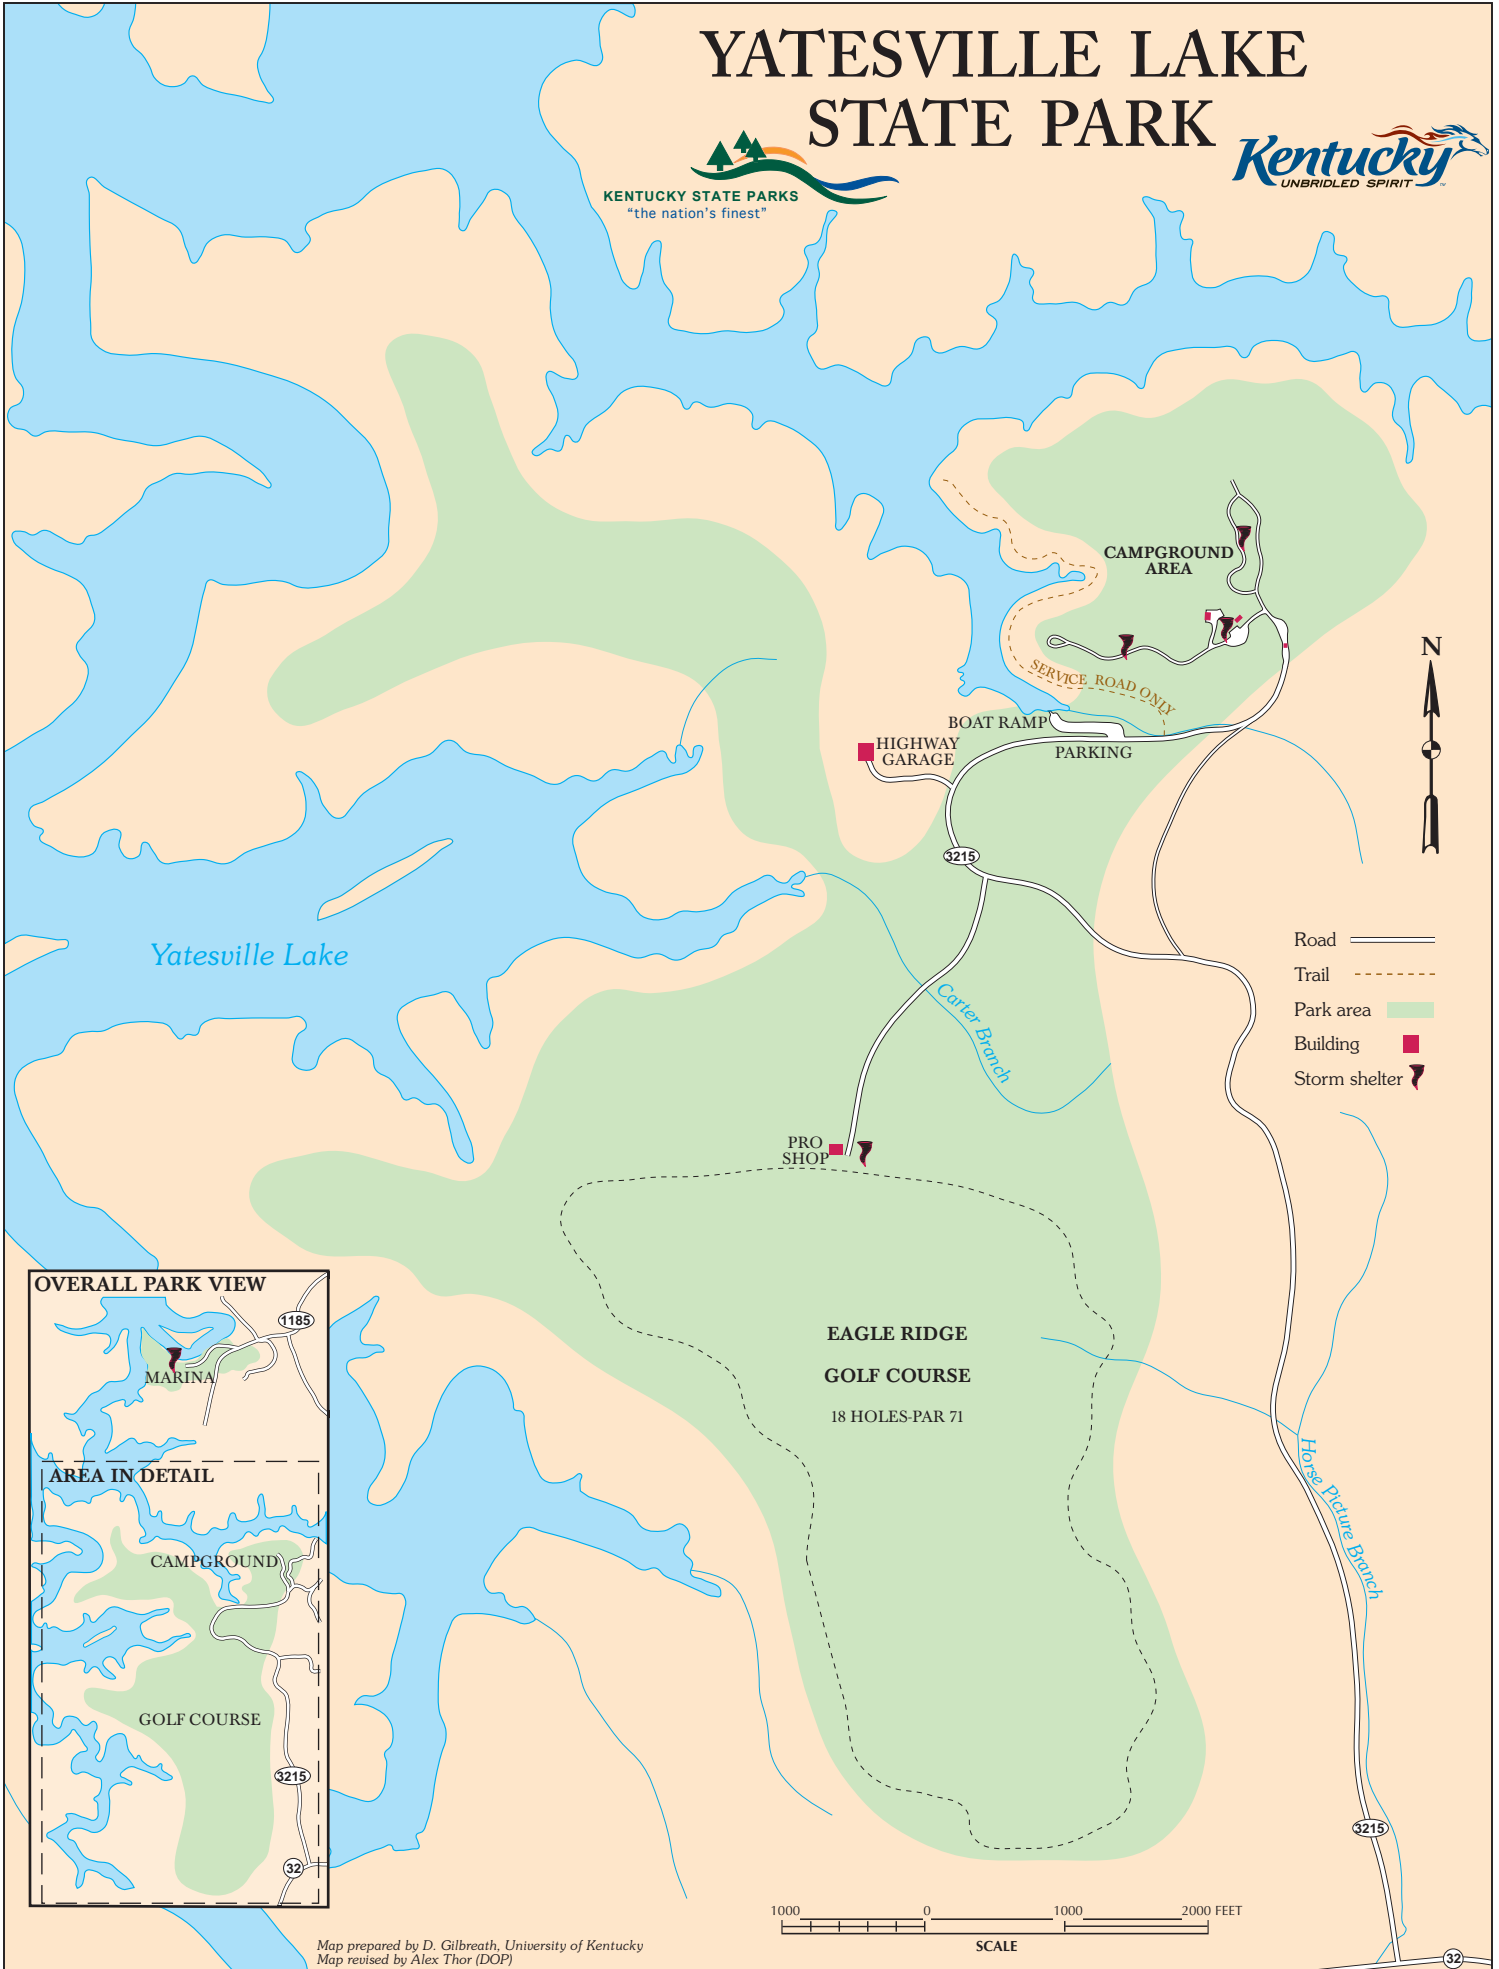 YATESVILLE LAKE
STATE PARK
KENTUCKY STATE PARKS
“the nation's finest”
Kentucky
UNBRIDLED SPIRIT
TM
CAMPGROUND
AREA
N
SERVICE ROAD ONLY
BOAT RAMP
HIGHWAY
GARAGE
PARKING
3215
Yatesville Lake
Road
Trail
Park area
Building
Storm shelter
Carter Branch
PRO
SHOP
EAGLE RIDGE
GOLF COURSE
18 HOLES-PAR 71
Horse Picture Branch
3215
32
OVERALL PARK VIEW
1185
MARINA
AREA IN DETAIL
CAMPGROUND
GOLF COURSE
3215
32
1000 0 1000 2000 FEET
SCALE
Map prepared by D. Gilbreath, University of Kentucky
Map revised by Alex Thor (DOP)